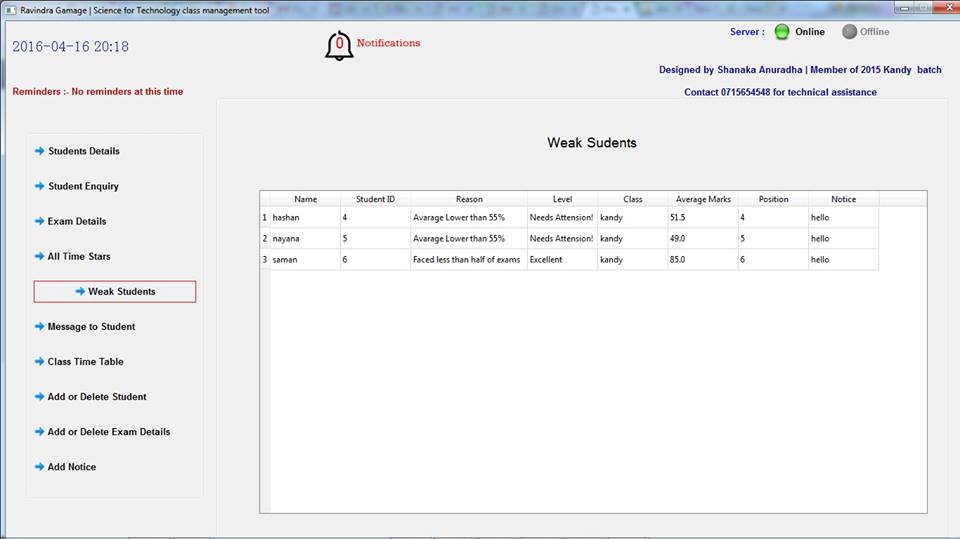 Ravindra Gamage | Science for Technology class management tool
2016-04-16 20:18
0 Notifications
Server : Online Offline
Designed by Shanaka Anuradha | Member of 2015 Kandy batch
Reminders :- No reminders at this time
Contact 0715654548 for technical assistance
Students Details
Student Enquiry
Exam Details
All Time Stars
Weak Students
Message to Student
Class Time Table
Add or Delete Student
Add or Delete Exam Details
Add Notice
Weak Sudents
Name Student ID Reason Level Class Average Marks Position Notice
1 hashan 4 Avarage Lower than 55% Needs Attension! kandy 51.5 4 hello
2 nayana 5 Avarage Lower than 55% Needs Attension! kandy 49.0 5 hello
3 saman 6 Faced less than half of exams Excellent kandy 85.0 6 hello